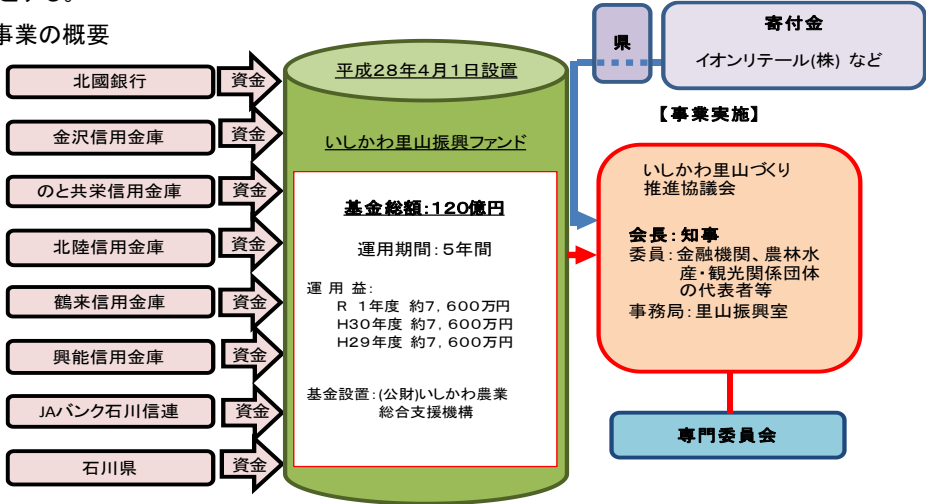 とする。
事業の概要
北國銀行
資金
金沢信用金庫
資金
のと共栄信用金庫
資金
北陸信用金庫
資金
鶴来信用金庫
資金
興能信用金庫
資金
JAバンク石川信連
資金
石川県
資金
平成28年4月1日設置
いしかわ里山振興ファンド
基金総額:120億円
運用期間:5年間
運 用 益:
R 1年度 約7,600万円
H30年度 約7,600万円
H29年度 約7,600万円
基金設置:(公財)いしかわ農業
総合支援機構
県
寄付金
イオンリテール(株) など
【事業実施】
いしかわ里山づくり
推進協議会
会長:知事
委員:金融機関、農林水
産・観光関係団体
の代表者等
事務局:里山振興室
専門委員会